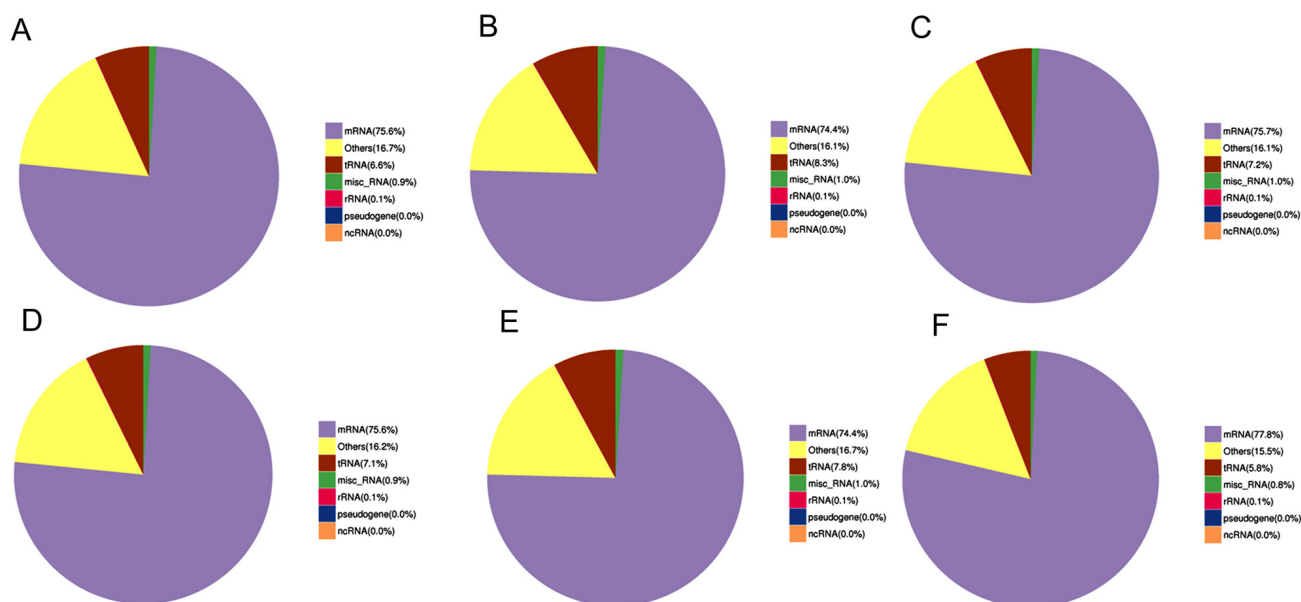 A
mRNA(75.6%)
Others(16.7%)
tRNA(6.6%)
misc_RNA(0.9%)
rRNA(0.1%)
pseudogene(0.0%)
ncRNA(0.0%)
B
mRNA(74.4%)
Others(16.1%)
tRNA(8.3%)
misc_RNA(1.0%)
rRNA(0.1%)
pseudogene(0.0%)
ncRNA(0.0%)
C
mRNA(75.7%)
Others(16.1%)
tRNA(7.2%)
misc_RNA(1.0%)
rRNA(0.1%)
pseudogene(0.0%)
ncRNA(0.0%)
D
mRNA(75.6%)
Others(16.2%)
tRNA(7.1%)
misc_RNA(0.9%)
rRNA(0.1%)
pseudogene(0.0%)
ncRNA(0.0%)
E
mRNA(74.4%)
Others(16.7%)
tRNA(7.8%)
misc_RNA(1.0%)
rRNA(0.1%)
pseudogene(0.0%)
ncRNA(0.0%)
F
mRNA(77.8%)
Others(15.5%)
tRNA(5.8%)
misc_RNA(0.8%)
rRNA(0.1%)
pseudogene(0.0%)
ncRNA(0.0%)